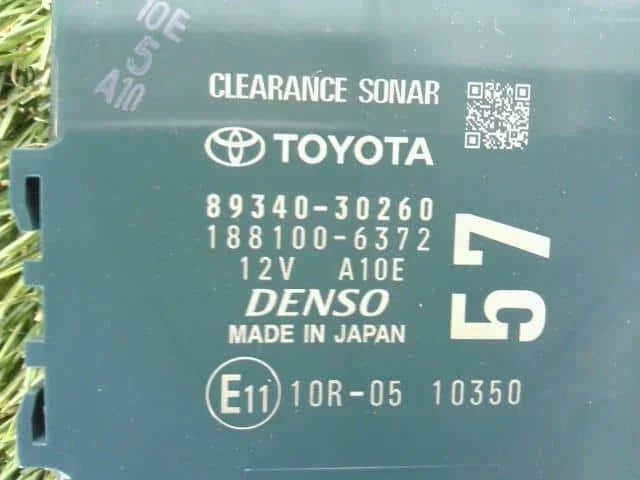 10E
5
A10
CLEARANCE SONAR
TOYOTA
89340-30260
188100-6372
12V A10E
DENSO
MADE IN JAPAN
57
E11 10R-05 10350